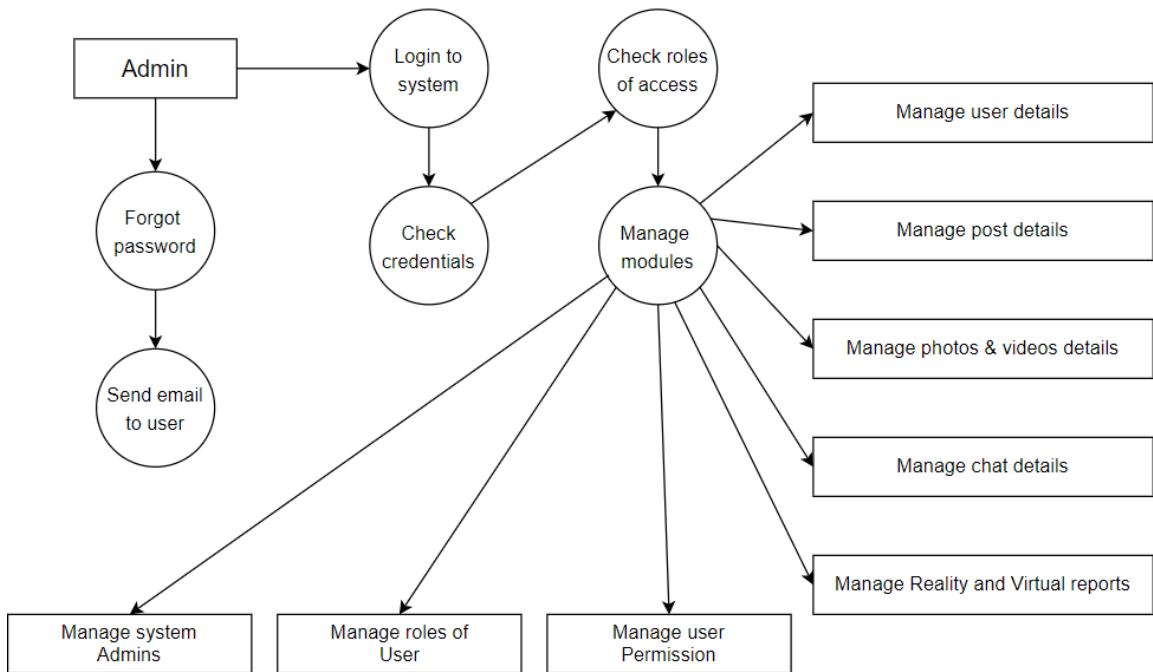 Admin
Login to
system
Check roles
of access
Manage user details
Forgot
password
Check
credentials
Manage
modules
Manage post details
Manage photos & videos details
Send email
to user
Manage chat details
Manage Reality and Virtual reports
Manage system
Admins
Manage roles of
User
Manage user
Permission